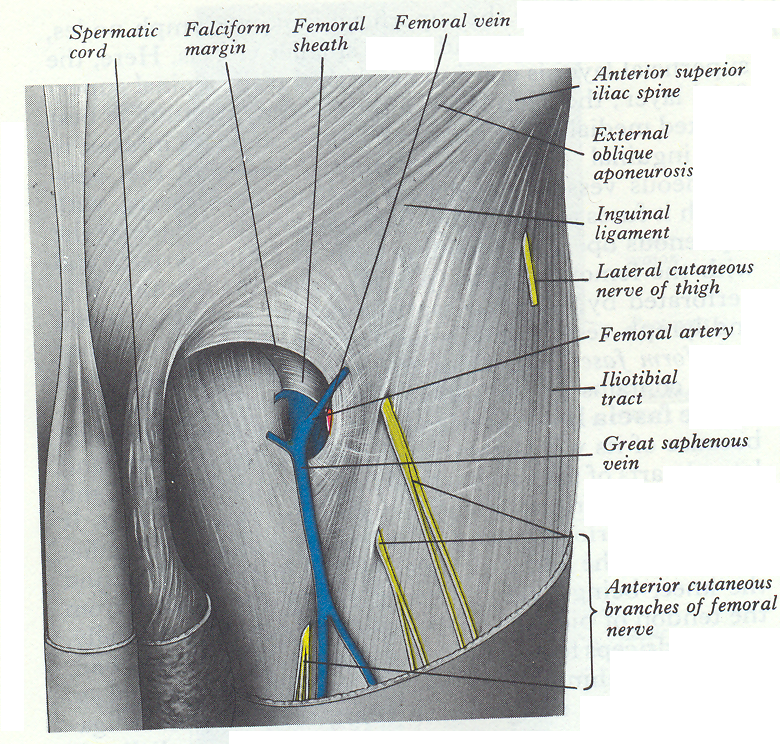 Spermatic
cord
Falciform
margin
Femoral
sheath
Femoral vein
Anterior superior
iliac spine
External
oblique
aponeurosis
Inguinal
ligament
Lateral cutaneous
nerve of thigh
Femoral artery
Iliotibial
tract
Great saphenous
vein
Anterior cutaneous
branches of femoral
nerve